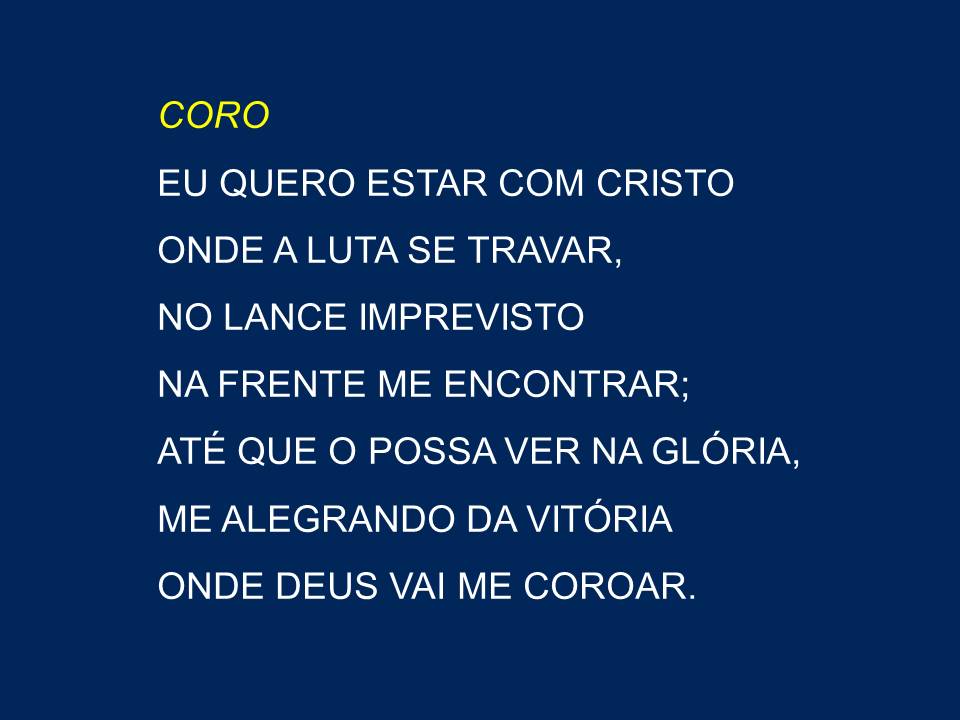 CORO
EU QUERO ESTAR COM CRISTO
ONDE A LUTA SE TRAVAR,
NO LANCE IMPREVISTO
NA FRENTE ME ENCONTRAR;
ATÉ QUE O POSSA VER NA GLÓRIA,
ME ALEGRANDO DA VITÓRIA
ONDE DEUS VAI ME COROAR.